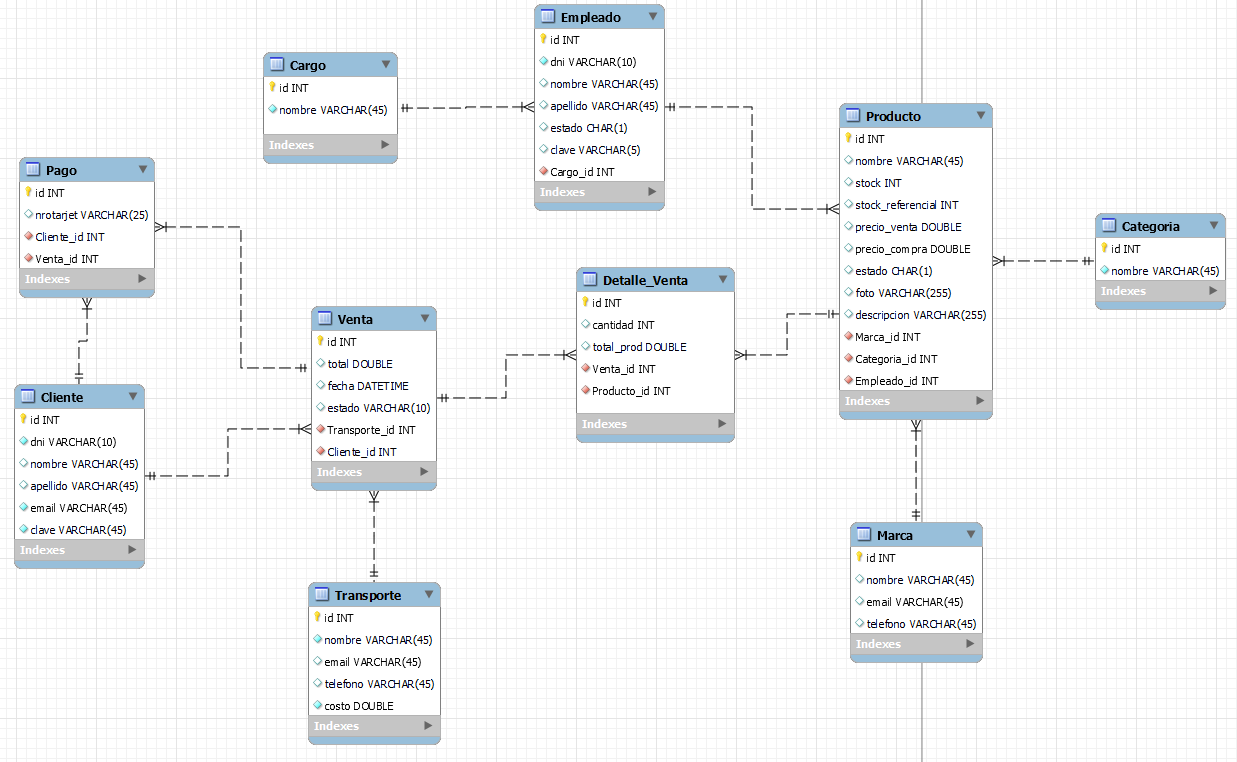 Empleado
id INT
dni VARCHAR(10)
nombre VARCHAR(45)
apellido VARCHAR(45)
estado CHAR(1)
clave VARCHAR(5)
Cargo_id INT
Indexes
Cargo
id INT
nombre VARCHAR(45)
Indexes
Producto
id INT
nombre VARCHAR(45)
stock INT
stock_referencial INT
precio_venta DOUBLE
precio_compra DOUBLE
estado CHAR(1)
foto VARCHAR(255)
descripcion VARCHAR(255)
Marca_id INT
Categoria_id INT
Empleado_id INT
Indexes
Pago
id INT
nrotarjet VARCHAR(25)
Cliente_id INT
Venta_id INT
Indexes
Categoria
id INT
nombre VARCHAR(45)
Indexes
Detalle_Venta
id INT
cantidad INT
total_prod DOUBLE
Venta_id INT
Producto_id INT
Indexes
Venta
id INT
total DOUBLE
fecha DATETIME
estado VARCHAR(10)
Transporte_id INT
Cliente_id INT
Indexes
Cliente
id INT
dni VARCHAR(10)
nombre VARCHAR(45)
apellido VARCHAR(45)
email VARCHAR(45)
clave VARCHAR(45)
Indexes
Marca
id INT
nombre VARCHAR(45)
email VARCHAR(45)
telefono VARCHAR(45)
Indexes
Transporte
id INT
nombre VARCHAR(45)
email VARCHAR(45)
telefono VARCHAR(45)
costo DOUBLE
Indexes